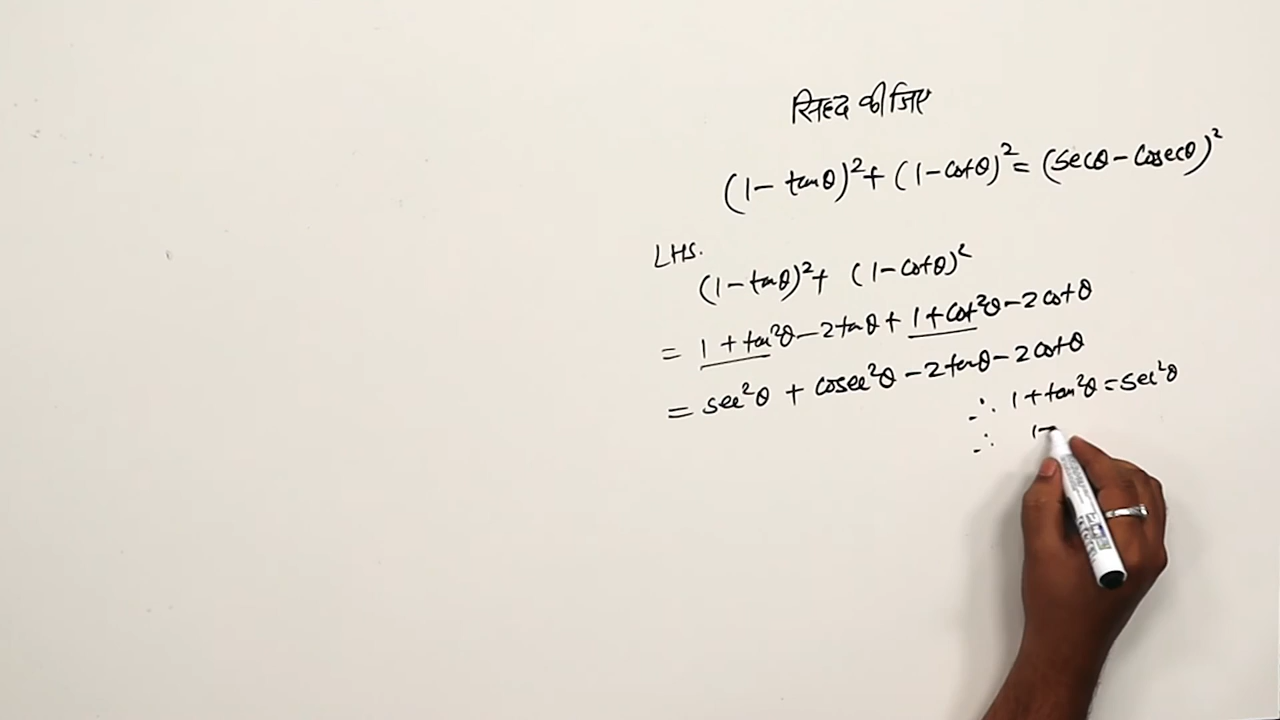 सिद्ध कीजिए
(1 - tanθ)² + (1 - cotθ)² = (secθ - cosecθ)²
LHS.
(1 - tanθ)² + (1 - cotθ)²
= 1 + tan²θ - 2tanθ + 1 + cot²θ - 2cotθ
= sec²θ + cosec²θ - 2tanθ - 2cotθ
∴ 1 + tan²θ = sec²θ
∴ 1